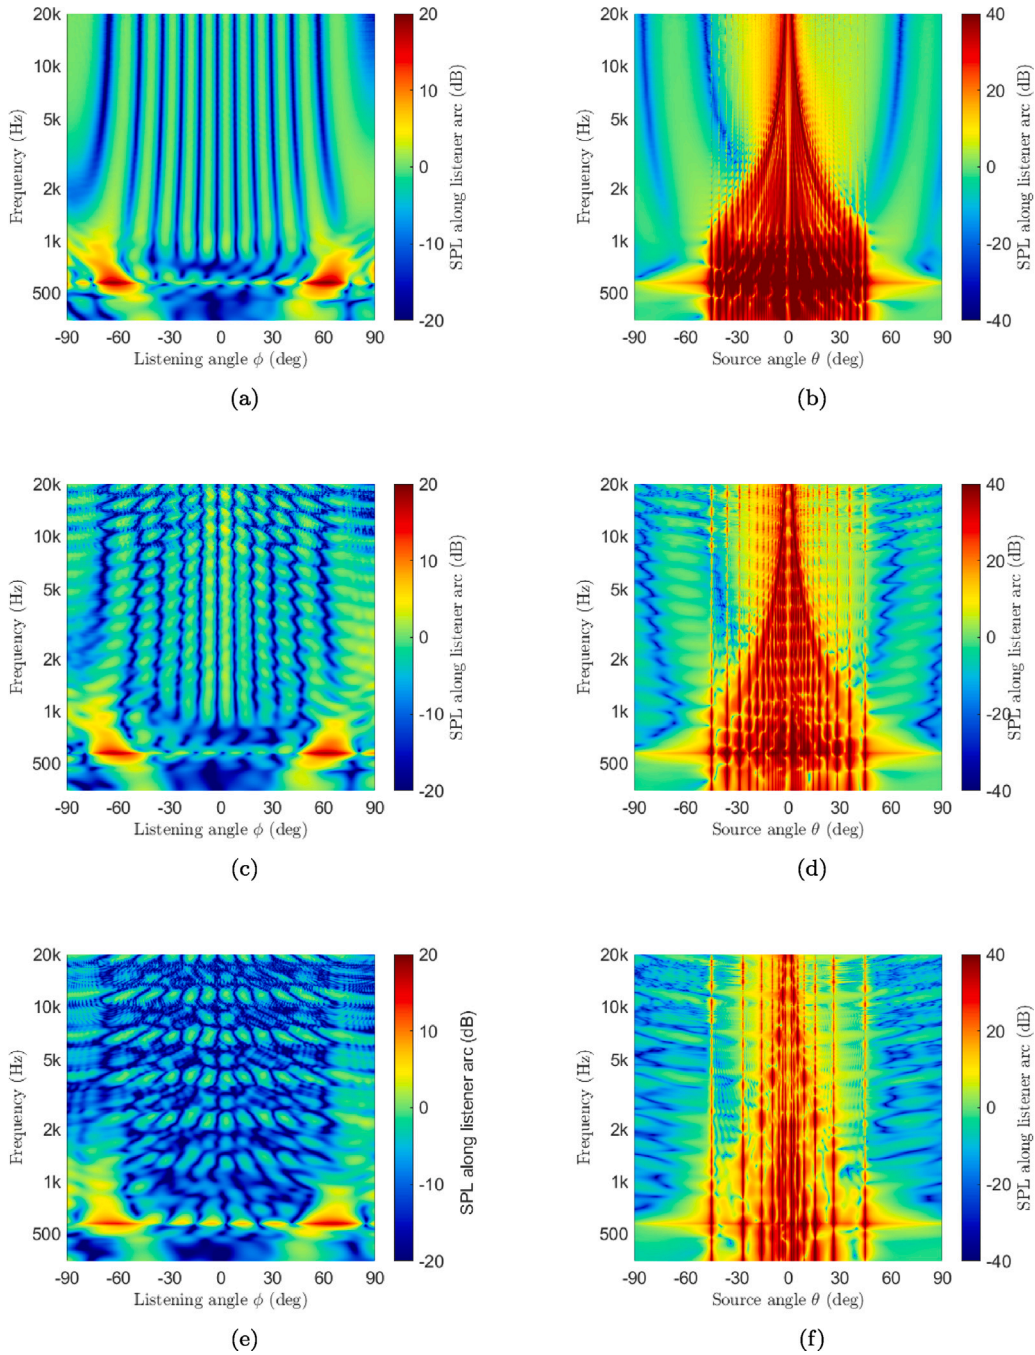 20k
10k
5k
2k
1k
500
Frequency (Hz)
-90 -60 -30 0 30 60 90
Listening angle ϕ (deg)
20
10
0
-10
-20
SPL along listener arc (dB)
(a)
20k
10k
5k
2k
1k
500
Frequency (Hz)
-90 -60 -30 0 30 60 90
Source angle θ (deg)
40
20
0
-20
-40
SPL along listener arc (dB)
(b)
20k
10k
5k
2k
1k
500
Frequency (Hz)
-90 -60 -30 0 30 60 90
Listening angle ϕ (deg)
20
10
0
-10
-20
SPL along listener arc (dB)
(c)
20k
10k
5k
2k
1k
500
Frequency (Hz)
-90 -60 -30 0 30 60 90
Source angle θ (deg)
40
20
0
-20
-40
SPL along listener arc (dB)
(d)
20k
10k
5k
2k
1k
500
Frequency (Hz)
-90 -60 -30 0 30 60 90
Listening angle ϕ (deg)
20
10
0
-10
-20
SPL along listener arc (dB)
(e)
20k
10k
5k
2k
1k
500
Frequency (Hz)
-90 -60 -30 0 30 60 90
Source angle θ (deg)
40
20
0
-20
-40
SPL along listener arc (dB)
(f)